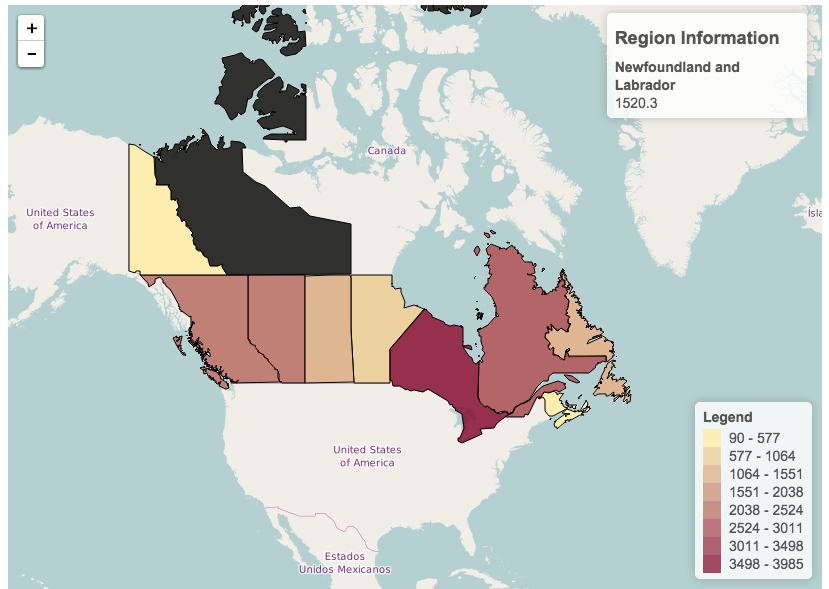 +
−
Region Information
Newfoundland and
Labrador
1520.3
Canada
United States
of America
Ísla
United States
of America
Estados
Unidos Mexicanos
Legend
90 - 577
577 - 1064
1064 - 1551
1551 - 2038
2038 - 2524
2524 - 3011
3011 - 3498
3498 - 3985